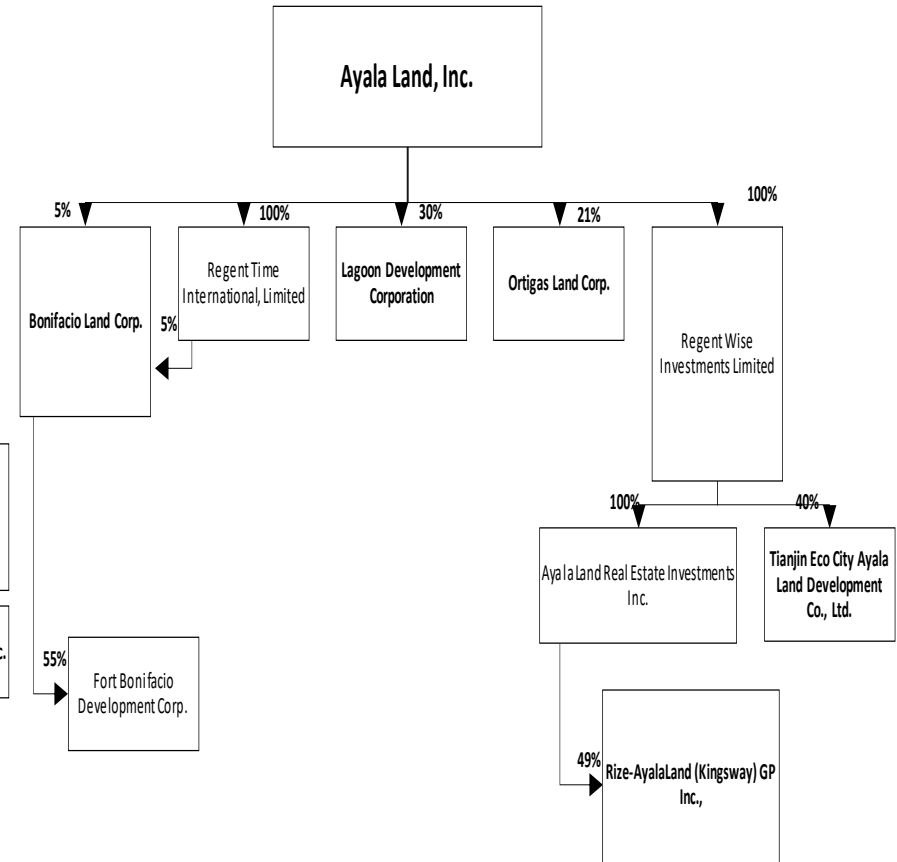 Ayala Land, Inc.
5%
100%
30%
21%
100%
Bonifacio Land Corp.
5%
Regent Time
International, Limited
Lagoon Development
Corporation
Ortigas Land Corp.
Regent Wise
Investments Limited
100%
40%
Ayala Land Real Estate Investments
Inc.
Tianjin Eco City Ayala
Land Development
Co., Ltd.
c.
55%
Fort Bonifacio
Development Corp.
49%
Rize-AyalaLand (Kingsway) GP
Inc.,